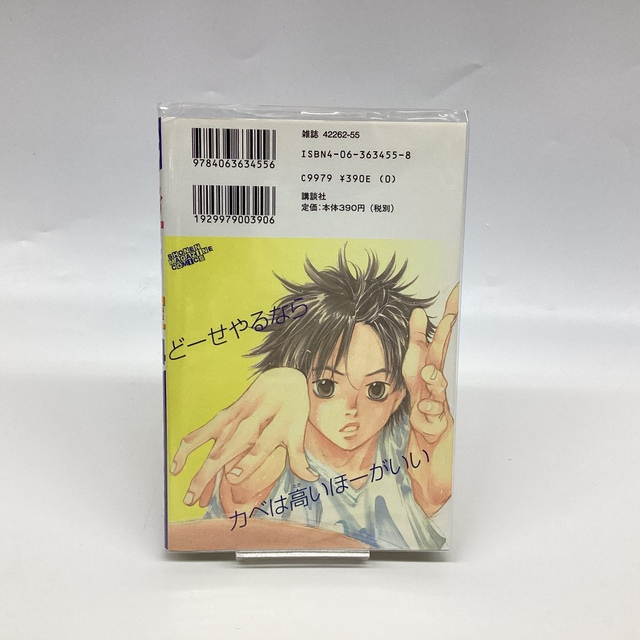 雑誌 42262-55
ISBN4-06-363455-8
C9979 ¥390E (0)
講談社
定価:本体390円(税別)
9784063634556
1929979003906
SHONEN
MAGAZINE
COMICS
どーせやるなら
カベは高いほーがいい